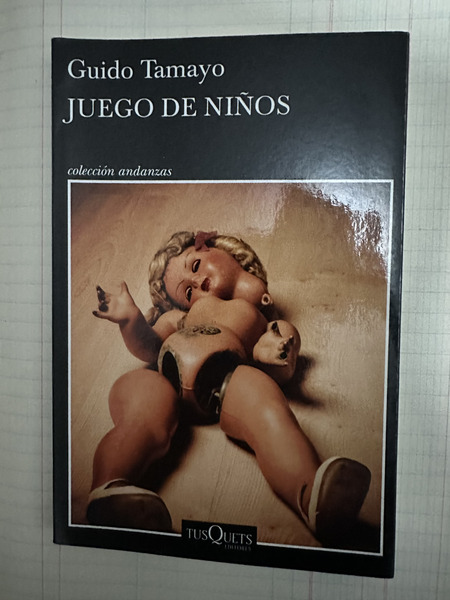 Guido Tamayo
JUEGO DE NIÑOS
colección andanzas
TUSQUETS
EDITORES